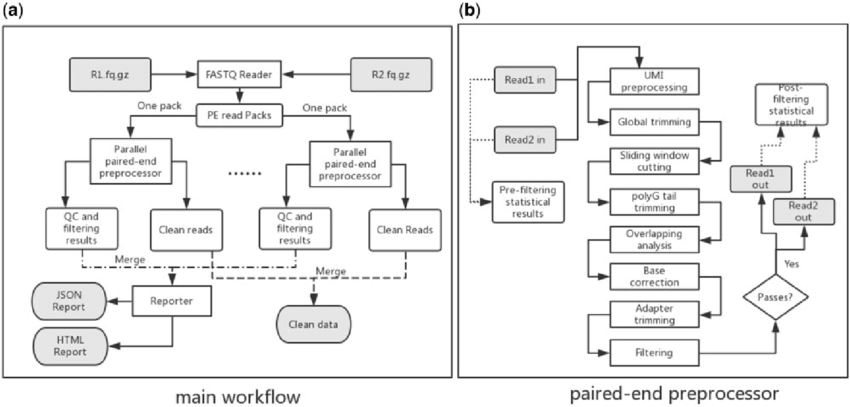 (a)
R1.fq.gz
FASTQ Reader
R2.fq.gz
One pack
PE read Packs
One pack
Parallel
paired-end
preprocessor
......
Parallel
paired-end
preprocessor
QC and
filtering
results
Clean reads
QC and
filtering
results
Clean Reads
Merge
Merge
JSON
Report
Reporter
Clean data
HTML
Report
main workflow
(b)
Read1 in
UMI
preprocessing
Post-
filtering
statistical
results
Global trimming
Read2 in
Sliding window
cutting
Read1
out
Pre-filtering
statistical
results
polyG tail
trimming
Read2
out
Overlapping
analysis
Yes
Base
correction
Passes?
Adapter
trimming
Filtering
paired-end preprocessor